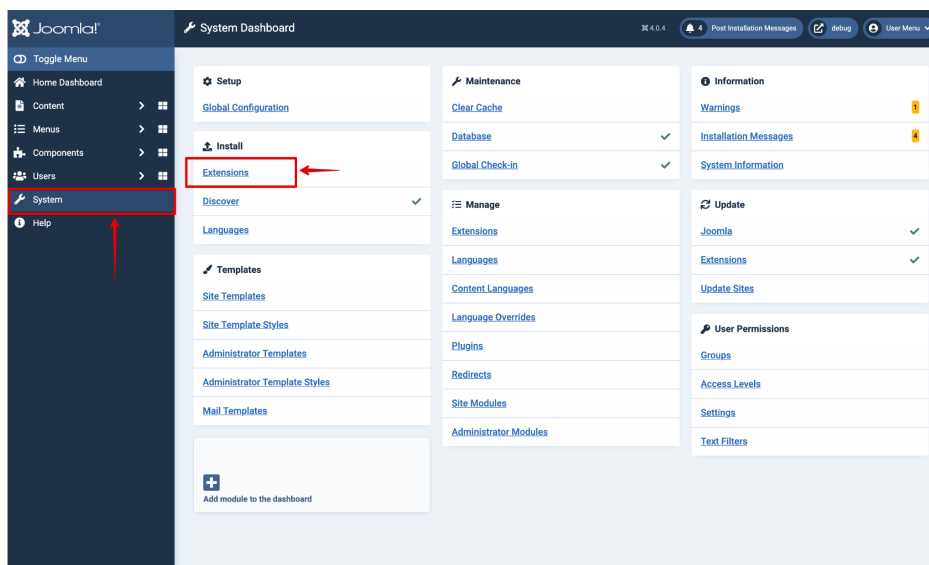 Joomla!
System Dashboard
4.0.4
4 Post Installation Messages
debug
User Menu
Toggle Menu
Home Dashboard
Content
Menus
Components
Users
System
Help
Setup
Global Configuration
Install
Extensions
Discover
Languages
Templates
Site Templates
Site Template Styles
Administrator Templates
Administrator Template Styles
Mail Templates
Add module to the dashboard
Maintenance
Clear Cache
Database
Global Check-in
Manage
Extensions
Languages
Content Languages
Language Overrides
Plugins
Redirects
Site Modules
Administrator Modules
Information
Warnings 1
Installation Messages 4
System Information
Update
Joomla
Extensions
Update Sites
User Permissions
Groups
Access Levels
Settings
Text Filters